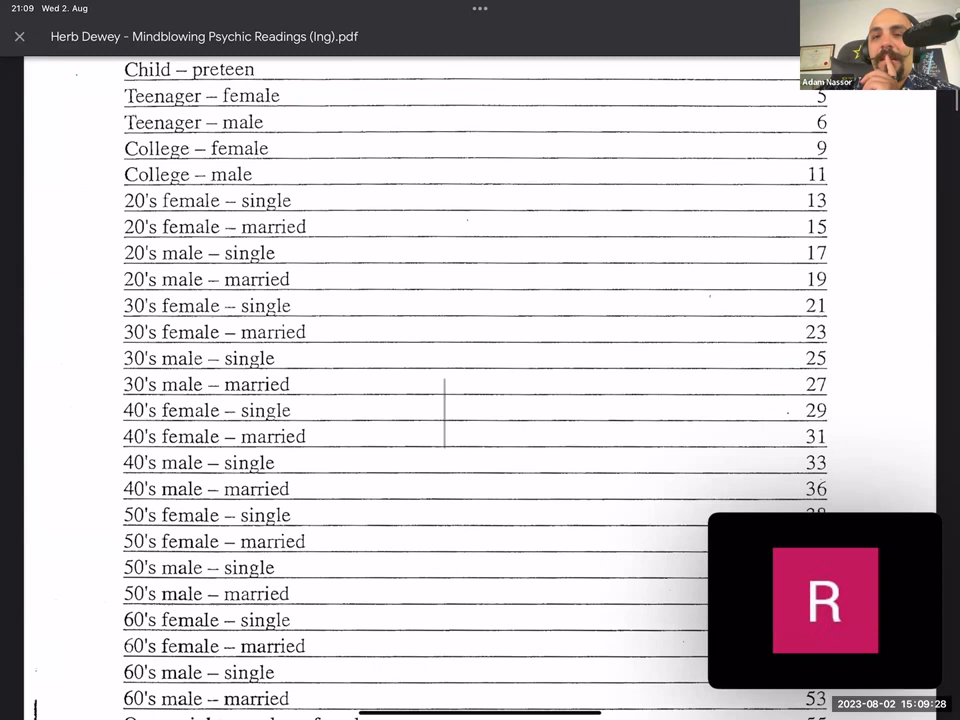 21:09 Wed 2. Aug
Herb Dewey - Mindblowing Psychic Readings (Ing).pdf
Adam Nassor
Child – preteen
Teenager – female 5
Teenager – male 6
College – female 9
College – male 11
20's female – single 13
20's female – married 15
20's male – single 17
20's male – married 19
30's female – single 21
30's female – married 23
30's male – single 25
30's male – married 27
40's female – single 29
40's female – married 31
40's male – single 33
40's male – married 36
50's female – single
50's female – married
50's male – single
50's male – married
60's female – single
60's female – married
60's male – single
60's male – married 53
R
2023-08-02 15:09:28